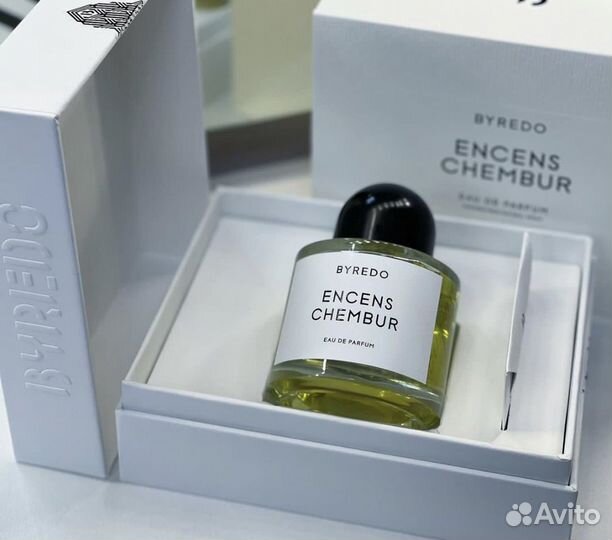 BYREDO
ENCENS
CHEMBUR
EAU DE PARFUM
BYREDO
BYREDO
ENCENS
CHEMBUR
EAU DE PARFUM
Avito